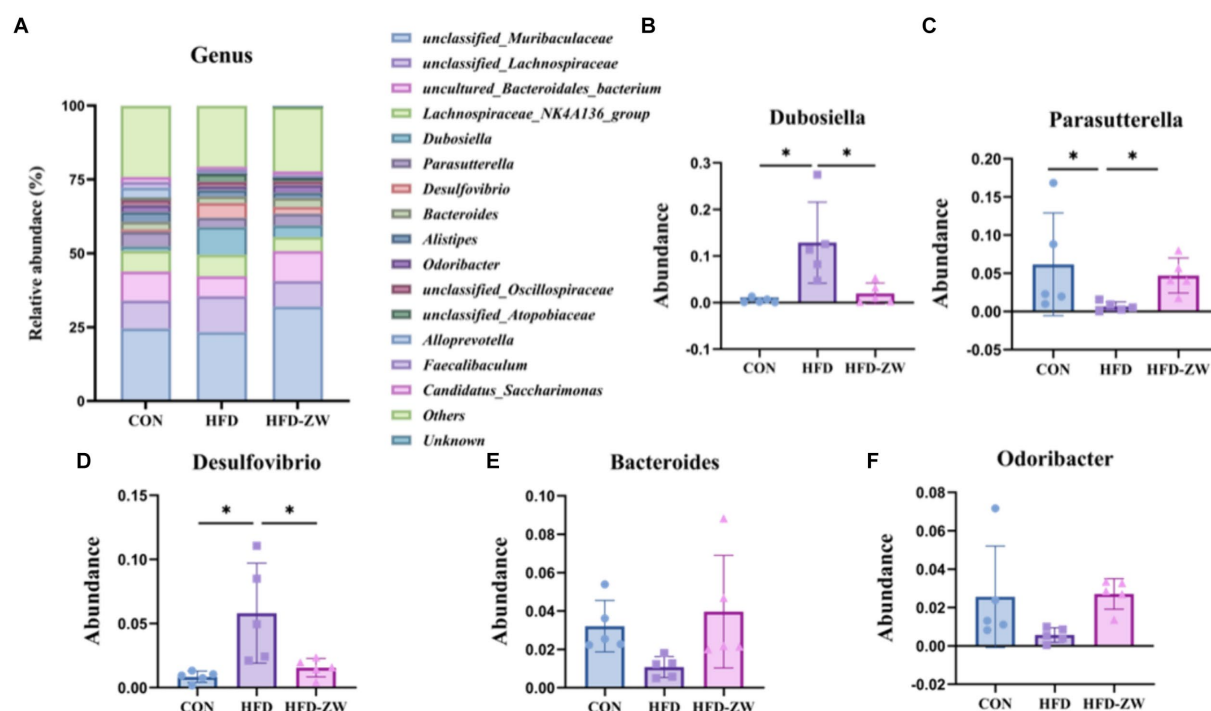 A
Genus
Relative abundace (%)
100
75
50
25
0
CON
HFD
HFD-ZW
unclassified_Muribaculaceae
unclassified_Lachnospiraceae
uncultured_Bacteroidales_bacterium
Lachnospiraceae_NK4A136_group
Dubosiella
Parasutterella
Desulfovibrio
Bacteroides
Alistipes
Odoribacter
unclassified_Oscillospiraceae
unclassified_Atopobiaceae
Alloprevotella
Faecalibaculum
Candidatus_Saccharimonas
Others
Unknown
B
Dubosiella
Abundance
0.3
0.2
0.1
0.0
-0.1
*
*
CON
HFD
HFD-ZW
C
Parasutterella
Abundance
0.20
0.15
0.10
0.05
0.00
-0.05
*
*
CON
HFD
HFD-ZW
D
Desulfovibrio
Abundance
0.15
0.10
0.05
0.00
*
*
CON
HFD
HFD-ZW
E
Bacteroides
Abundance
0.10
0.08
0.06
0.04
0.02
0.00
CON
HFD
HFD-ZW
F
Odoribacter
Abundance
0.08
0.06
0.04
0.02
0.00
-0.02
CON
HFD
HFD-ZW